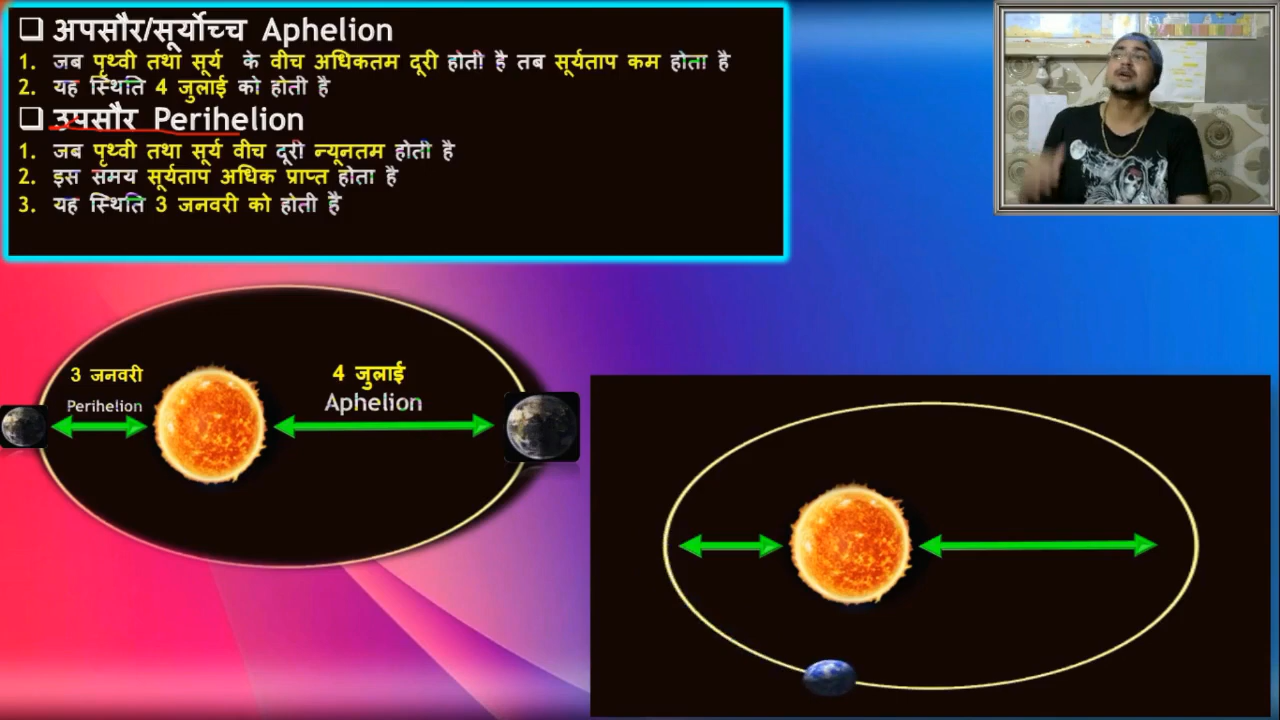 ❑ अपसौर/सूर्योच्च Aphelion
1. जब पृथ्वी तथा सूर्य के वीच अधिकतम दूरी होती है तब सूर्यताप कम होता है
2. यह स्थिति 4 जुलाई को होती है
❑ उपसौर Perihelion
1. जब पृथ्वी तथा सूर्य वीच दूरी न्यूनतम होती है
2. इस समय सूर्यताप अधिक प्राप्त होता है
3. यह स्थिति 3 जनवरी को होती है
3 जनवरी
Perihelion
4 जुलाई
Aphelion